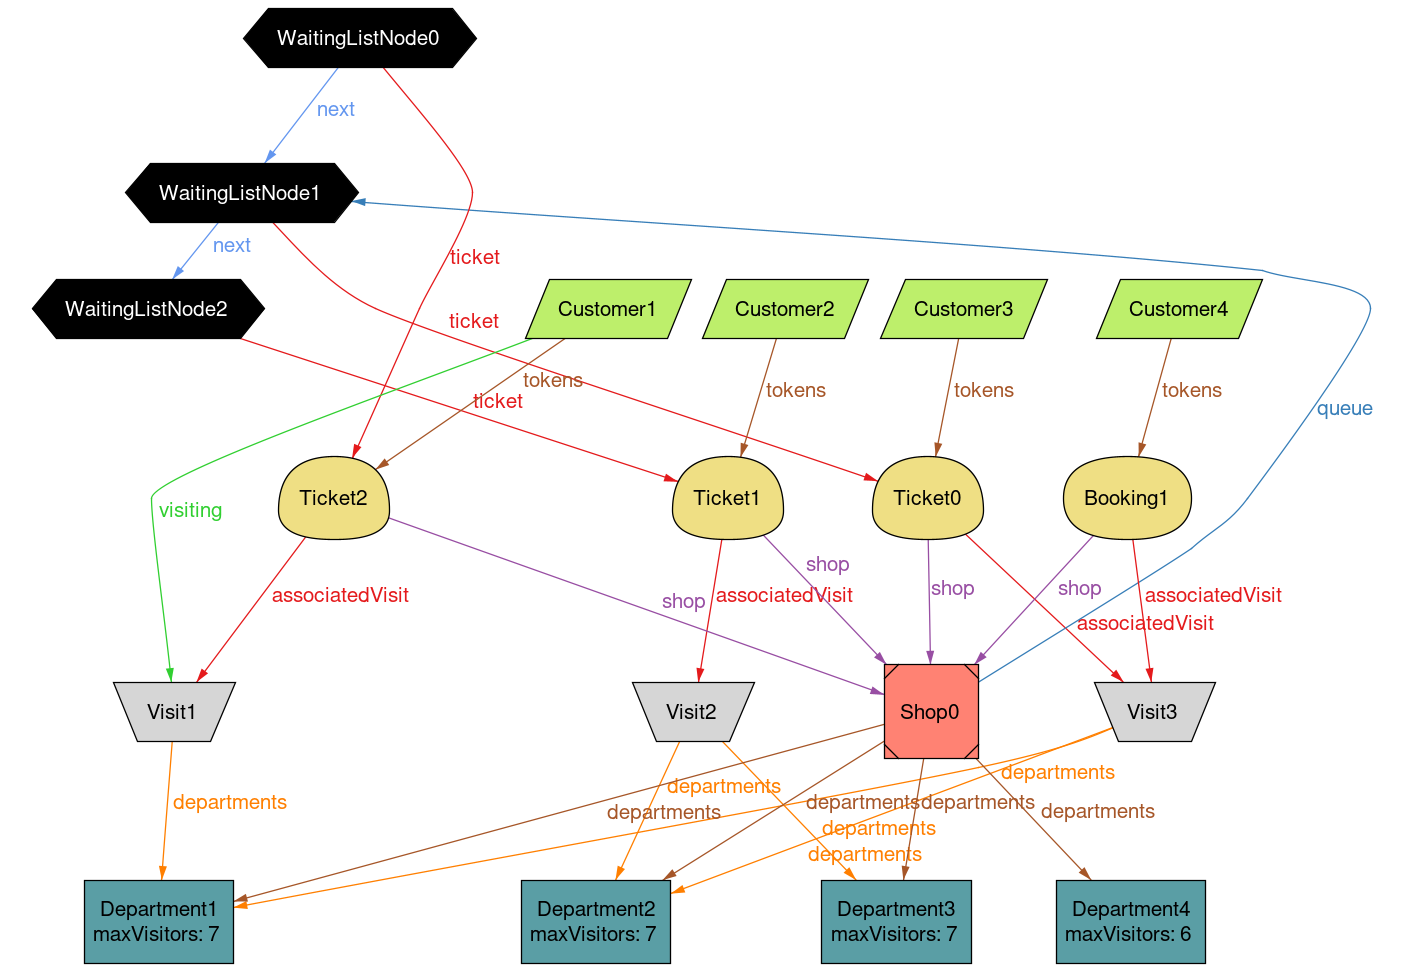 WaitingListNode0
next
WaitingListNode1
next
ticket
WaitingListNode2
Customer1
Customer2
Customer3
Customer4
ticket
tokens
ticket
tokens
tokens
tokens
queue
visiting
Ticket2
Ticket1
Ticket0
Booking1
associatedVisit
shop
shop
associatedVisit
shop
shop
associatedVisit
associatedVisit
Visit1
Visit2
Shop0
Visit3
departments
departments
departments
departments
departments
departments
departments
departments
departments
Department1
maxVisitors: 7
Department2
maxVisitors: 7
Department3
maxVisitors: 7
Department4
maxVisitors: 6